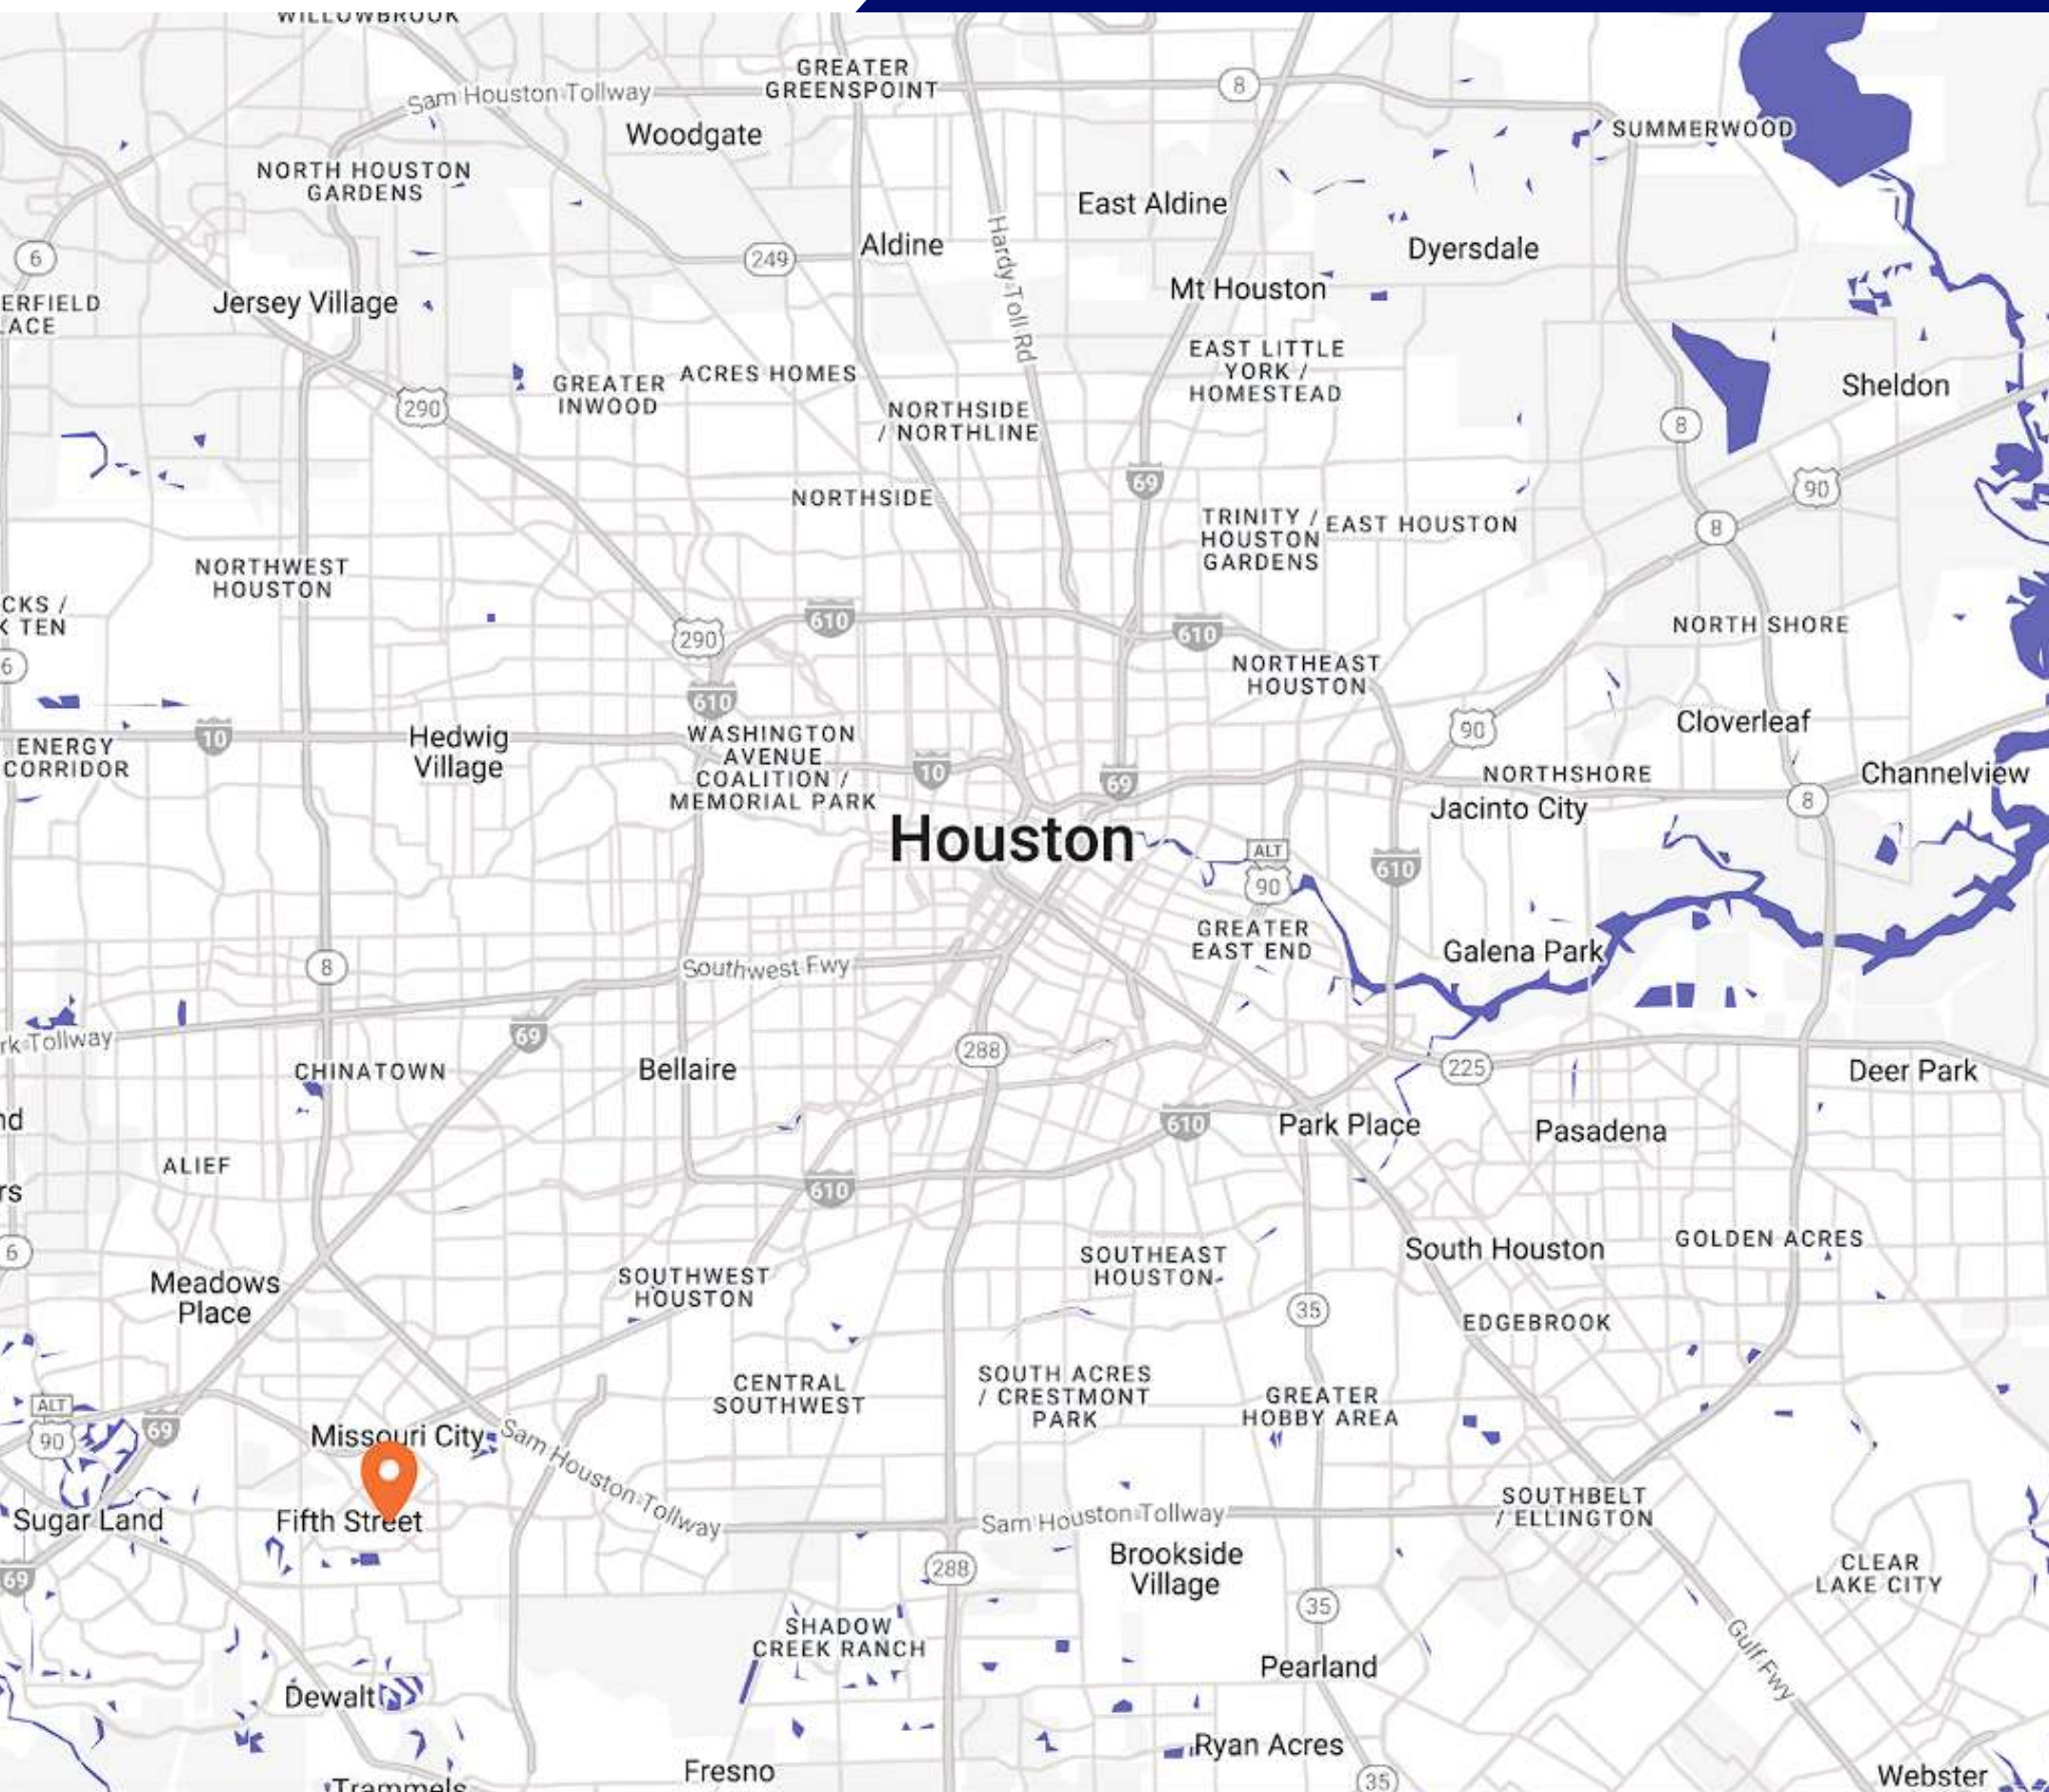 WILLOWBROOK
GREATER
GREENSPOINT
Sam Houston Tollway
8
Woodgate
SUMMERWOOD
NORTH HOUSTON
GARDENS
East Aldine
6
249
Aldine
Hardy Toll Rd
Dyersdale
Mt Houston
ERFIELD
LACE
Jersey Village
EAST LITTLE
YORK /
HOMESTEAD
290
GREATER
INWOOD
ACRES HOMES
NORTHSIDE
/ NORTHLINE
8
Sheldon
NORTHSIDE
69
90
TRINITY /
HOUSTON
GARDENS
EAST HOUSTON
8
NORTHWEST
HOUSTON
CKS /
K TEN
6
290
610
610
NORTH SHORE
NORTHEAST
HOUSTON
610
ENERGY
CORRIDOR
10
Hedwig
Village
WASHINGTON
AVENUE
COALITION /
MEMORIAL PARK
10
69
90
Cloverleaf
NORTHSHORE
Jacinto City
8
Channelview
Houston
ALT
90
610
GREATER
EAST END
Galena Park
8
Southwest Fwy
rk Tollway
69
CHINATOWN
Bellaire
288
225
Deer Park
nd
610
Park Place
Pasadena
ALIEF
rs
610
6
Meadows
Place
SOUTHWEST
HOUSTON
SOUTHEAST
HOUSTON
South Houston
GOLDEN ACRES
35
EDGEBROOK
ALT
90
69
CENTRAL
SOUTHWEST
SOUTH ACRES
/ CRESTMONT
PARK
GREATER
HOBBY AREA
Missouri City
Sam Houston Tollway
Sugar Land
Fifth Street
Sam Houston Tollway
SOUTHBELT
/ ELLINGTON
69
288
Brookside
Village
CLEAR
LAKE CITY
35
SHADOW
CREEK RANCH
Gulf Fwy
Pearland
Dewalt
Ryan Acres
Fresno
35
Trammels
Webster